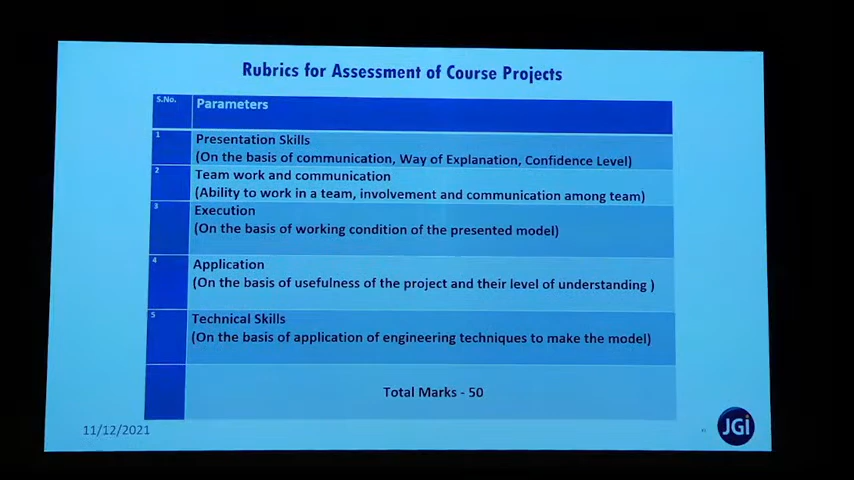 Rubrics for Assessment of Course Projects
S.No. Parameters
1 Presentation Skills
(On the basis of communication, Way of Explanation, Confidence Level)
2 Team work and communication
(Ability to work in a team, involvement and communication among team)
3 Execution
(On the basis of working condition of the presented model)
4 Application
(On the basis of usefulness of the project and their level of understanding )
5 Technical Skills
(On the basis of application of engineering techniques to make the model)
Total Marks - 50
11/12/2021
JGi